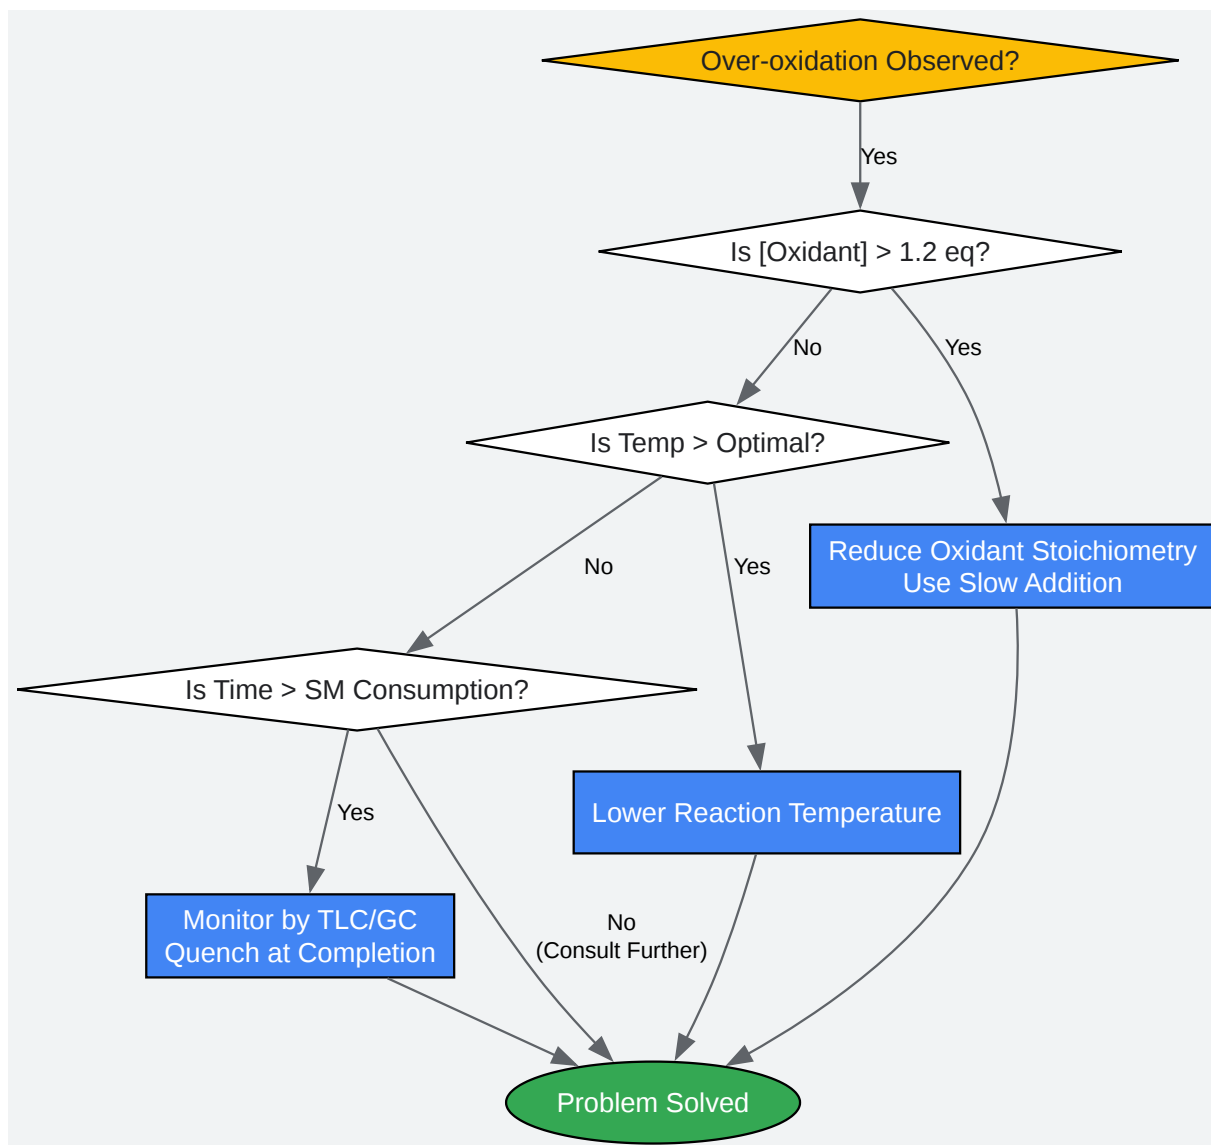 Over-oxidation Observed?
Yes
Is [Oxidant] > 1.2 eq?
No
Yes
Is Temp > Optimal?
No
Yes
Reduce Oxidant Stoichiometry
Use Slow Addition
Is Time > SM Consumption?
Yes
Lower Reaction Temperature
Monitor by TLC/GC
Quench at Completion
No
(Consult Further)
Problem Solved